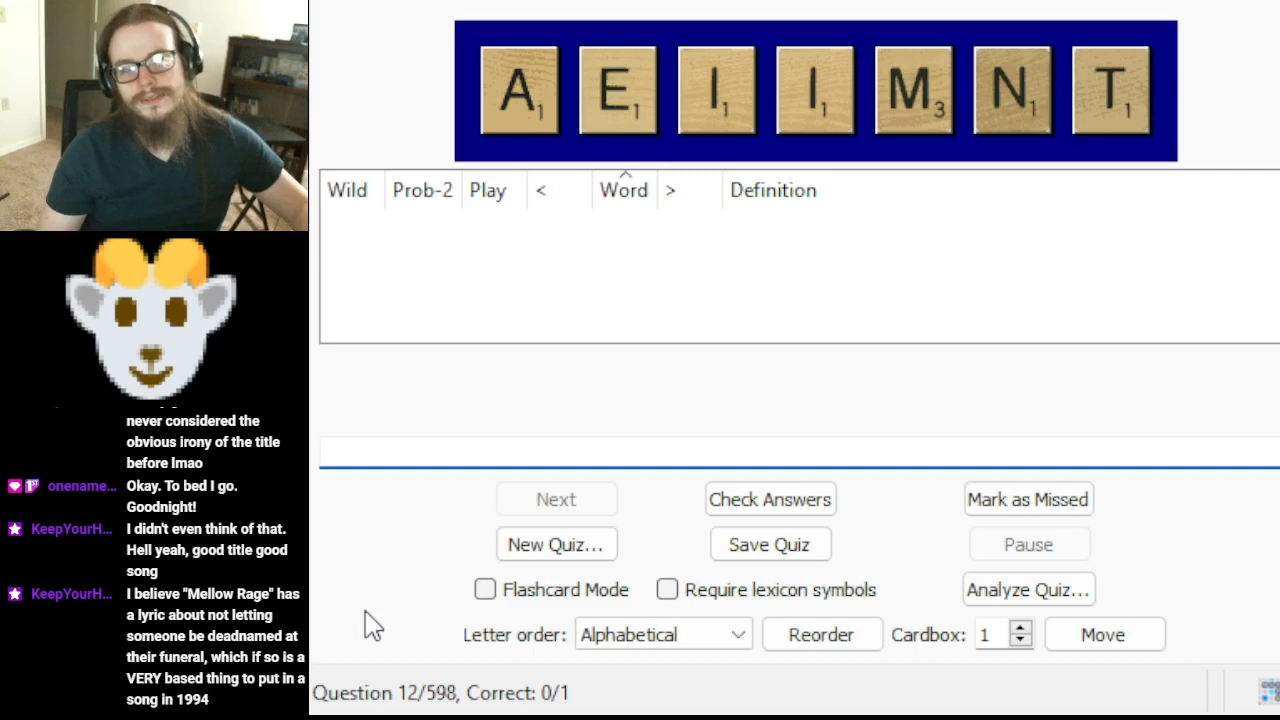 A1 E1 I1 I1 M3 N1 T1
Wild Prob-2 Play < Word > Definition
never considered the
obvious irony of the title
before lmao
onename... Okay. To bed I go.
Goodnight!
KeepYourH... I didn't even think of that.
Hell yeah, good title good
song
KeepYourH... I believe "Mellow Rage" has
a lyric about not letting
someone be deadnamed at
their funeral, which if so is a
VERY based thing to put in a
song in 1994
Next Check Answers Mark as Missed
New Quiz... Save Quiz Pause
Flashcard Mode Require lexicon symbols Analyze Quiz...
Letter order: Alphabetical Reorder Cardbox: 1 Move
Question 12/598, Correct: 0/1